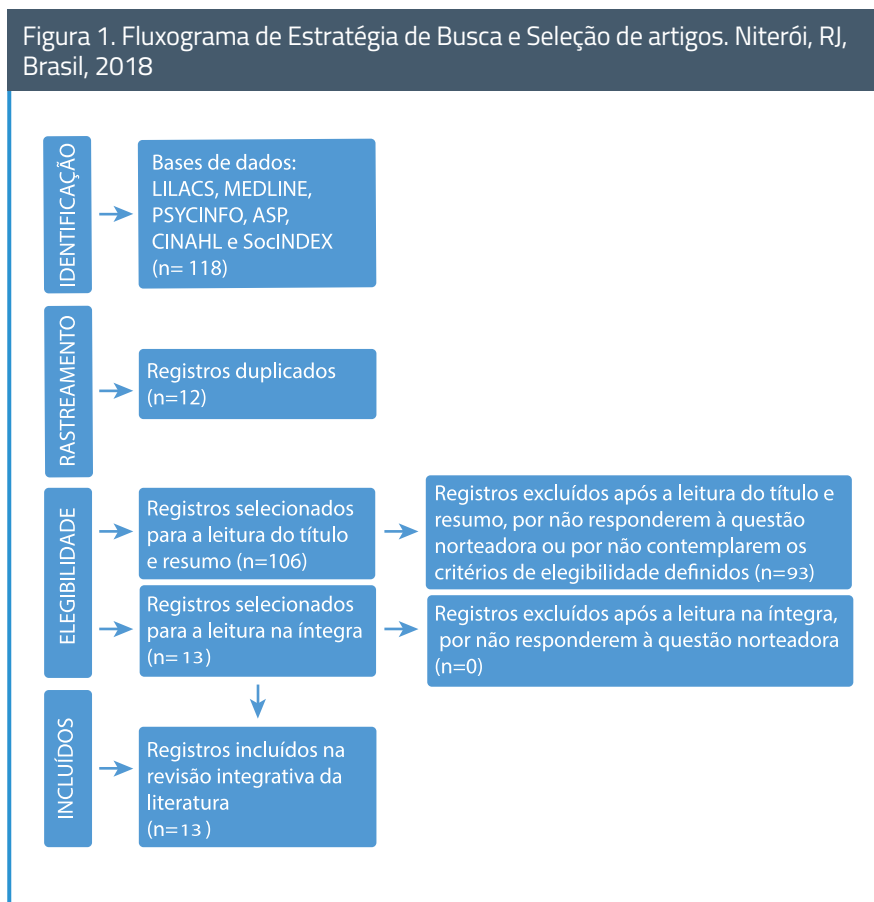 Figura 1. Fluxograma de Estratégia de Busca e Seleção de artigos. Niterói, RJ,
Brasil, 2018
IDENTIFICAÇÃO
Bases de dados:
LILACS, MEDLINE,
PSYCINFO, ASP,
CINAHL e SocINDEX
(n= 118)
RASTREAMENTO
Registros duplicados
(n=12)
ELEGIBILIDADE
Registros selecionados
para a leitura do título
e resumo (n=106)
Registros excluídos após a leitura do título e
resumo, por não responderem à questão
norteadora ou por não contemplarem os
critérios de elegibilidade definidos (n=93)
Registros selecionados
para a leitura na íntegra
(n= 13)
Registros excluídos após a leitura na íntegra,
por não responderem à questão norteadora
(n=0)
INCLUÍDOS
Registros incluídos na
revisão integrativa da
literatura
(n=13 )